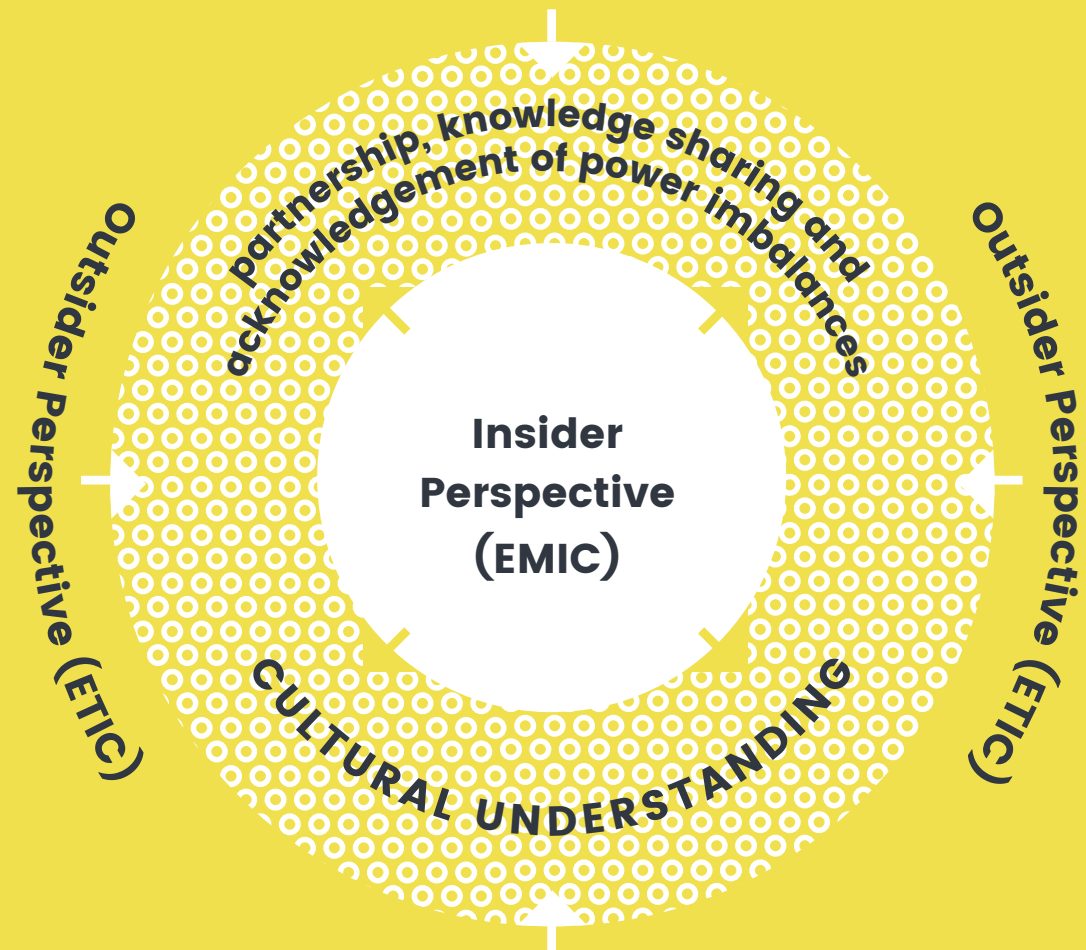 partnership, knowledge sharing and
acknowledgement of power imbalances
Outsider Perspective (ETIC)
Insider
Perspective
(EMIC)
Outsider Perspective (ETIC)
CULTURAL UNDERSTANDING